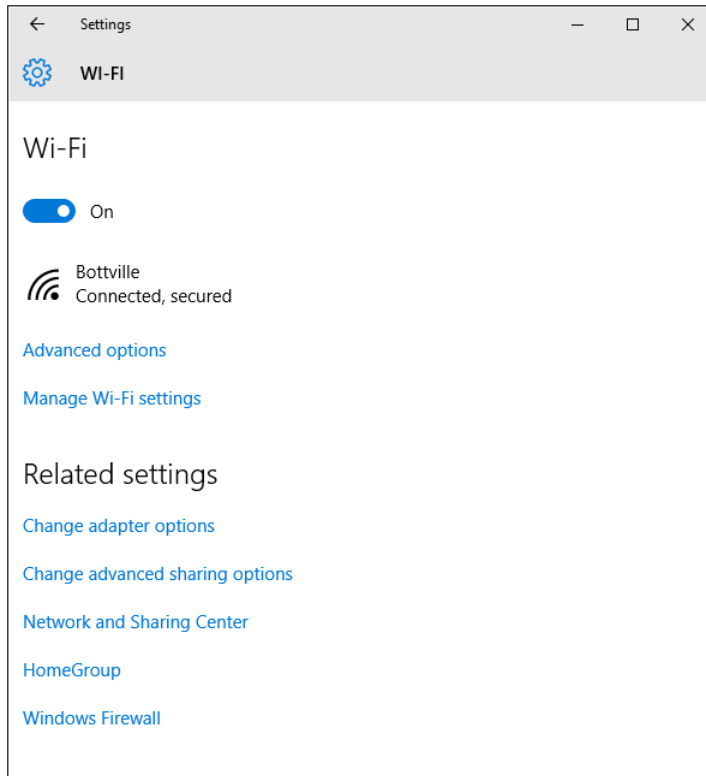 Settings
WI-FI
Wi-Fi
On
Bottville
Connected, secured
Advanced options
Manage Wi-Fi settings
Related settings
Change adapter options
Change advanced sharing options
Network and Sharing Center
HomeGroup
Windows Firewall